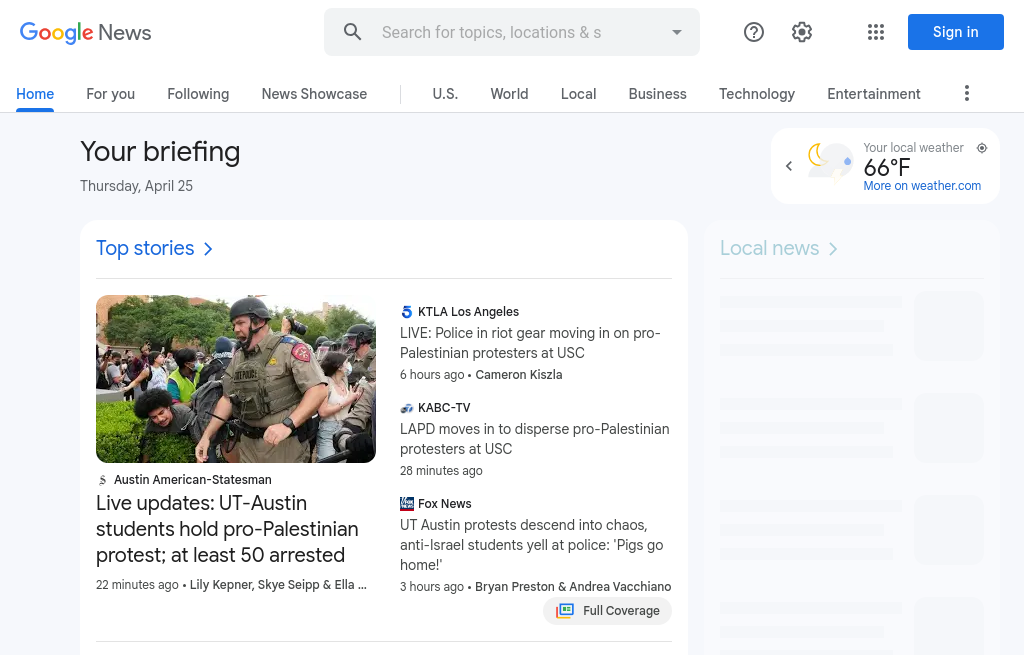 Google News
Search for topics, locations & s
Sign in
Home
For you
Following
News Showcase
U.S.
World
Local
Business
Technology
Entertainment
Your briefing
Thursday, April 25
Your local weather
66°F
More on weather.com
Top stories
Local news
Austin American-Statesman
Live updates: UT-Austin
students hold pro-Palestinian
protest; at least 50 arrested
22 minutes ago • Lily Kepner, Skye Seipp & Ella ...
KTLA Los Angeles
LIVE: Police in riot gear moving in on pro-
Palestinian protesters at USC
6 hours ago • Cameron Kiszla
KABC-TV
LAPD moves in to disperse pro-Palestinian
protesters at USC
28 minutes ago
Fox News
UT Austin protests descend into chaos,
anti-Israel students yell at police: 'Pigs go
home!'
3 hours ago • Bryan Preston & Andrea Vacchiano
Full Coverage